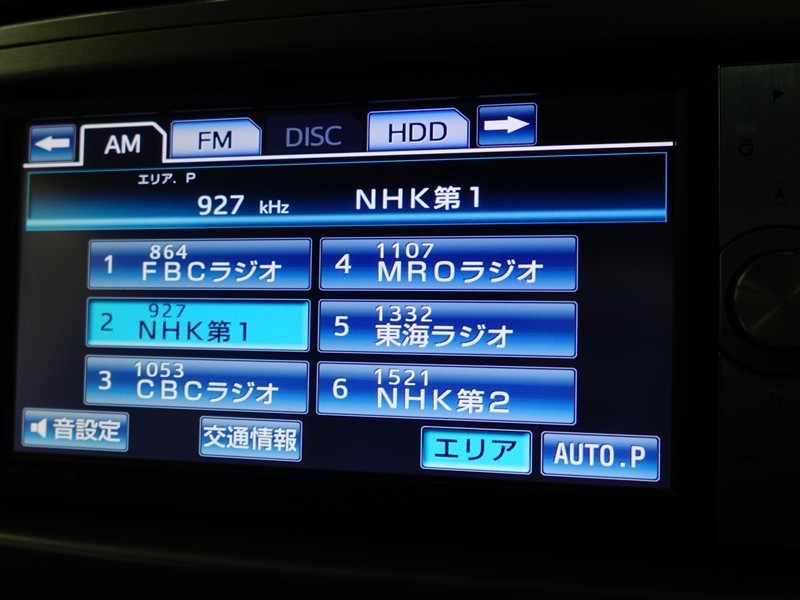 AM FM DISC HDD
エリア.P
927 kHz NHK第1
1 864 FBCラジオ
4 1107 MROラジオ
2 927 NHK第1
5 1332 東海ラジオ
3 1053 CBCラジオ
6 1521 NHK第2
音設定 交通情報 エリア AUTO.P